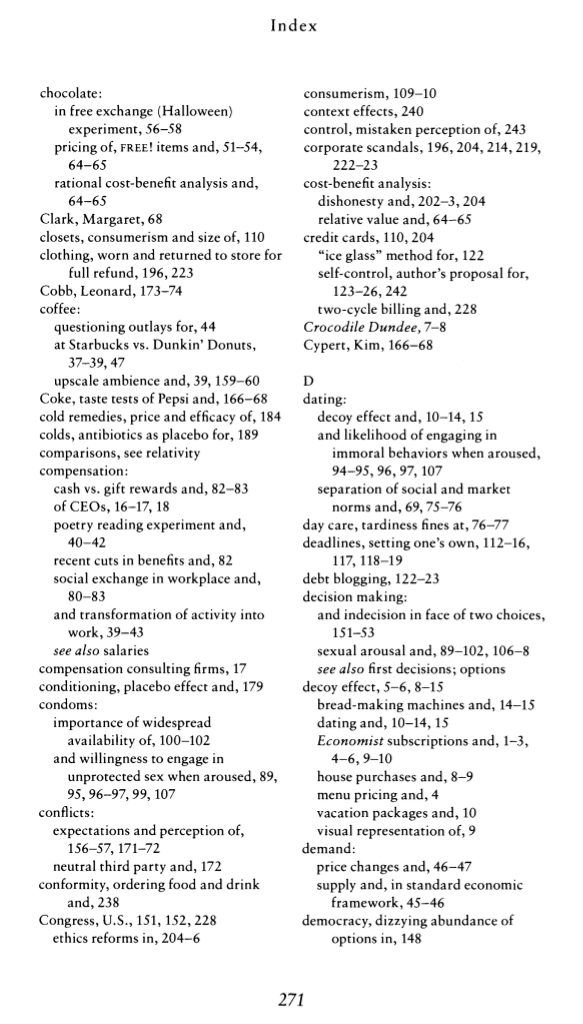 Index
chocolate:
in free exchange (Halloween)
experiment, 56–58
pricing of, FREE! items and, 51–54,
64–65
rational cost-benefit analysis and,
64–65
Clark, Margaret, 68
closets, consumerism and size of, 110
clothing, worn and returned to store for
full refund, 196, 223
Cobb, Leonard, 173–74
coffee:
questioning outlays for, 44
at Starbucks vs. Dunkin' Donuts,
37–39, 47
upscale ambience and, 39, 159–60
Coke, taste tests of Pepsi and, 166–68
cold remedies, price and efficacy of, 184
colds, antibiotics as placebo for, 189
comparisons, see relativity
compensation:
cash vs. gift rewards and, 82–83
of CEOs, 16–17, 18
poetry reading experiment and,
40–42
recent cuts in benefits and, 82
social exchange in workplace and,
80–83
and transformation of activity into
work, 39–43
see also salaries
compensation consulting firms, 17
conditioning, placebo effect and, 179
condoms:
importance of widespread
availability of, 100–102
and willingness to engage in
unprotected sex when aroused, 89,
95, 96–97, 99, 107
conflicts:
expectations and perception of,
156–57, 171–72
neutral third party and, 172
conformity, ordering food and drink
and, 238
Congress, U.S., 151, 152, 228
ethics reforms in, 204–6
consumerism, 109–10
context effects, 240
control, mistaken perception of, 243
corporate scandals, 196, 204, 214, 219,
222–23
cost-benefit analysis:
dishonesty and, 202–3, 204
relative value and, 64–65
credit cards, 110, 204
"ice glass" method for, 122
self-control, author's proposal for,
123–26, 242
two-cycle billing and, 228
Crocodile Dundee, 7–8
Cypert, Kim, 166–68
D
dating:
decoy effect and, 10–14, 15
and likelihood of engaging in
immoral behaviors when aroused,
94–95, 96, 97, 107
separation of social and market
norms and, 69, 75–76
day care, tardiness fines at, 76–77
deadlines, setting one's own, 112–16,
117, 118–19
debt blogging, 122–23
decision making:
and indecision in face of two choices,
151–53
sexual arousal and, 89–102, 106–8
see also first decisions; options
decoy effect, 5–6, 8–15
bread-making machines and, 14–15
dating and, 10–14, 15
Economist subscriptions and, 1–3,
4–6, 9–10
house purchases and, 8–9
menu pricing and, 4
vacation packages and, 10
visual representation of, 9
demand:
price changes and, 46–47
supply and, in standard economic
framework, 45–46
democracy, dizzying abundance of
options in, 148
271